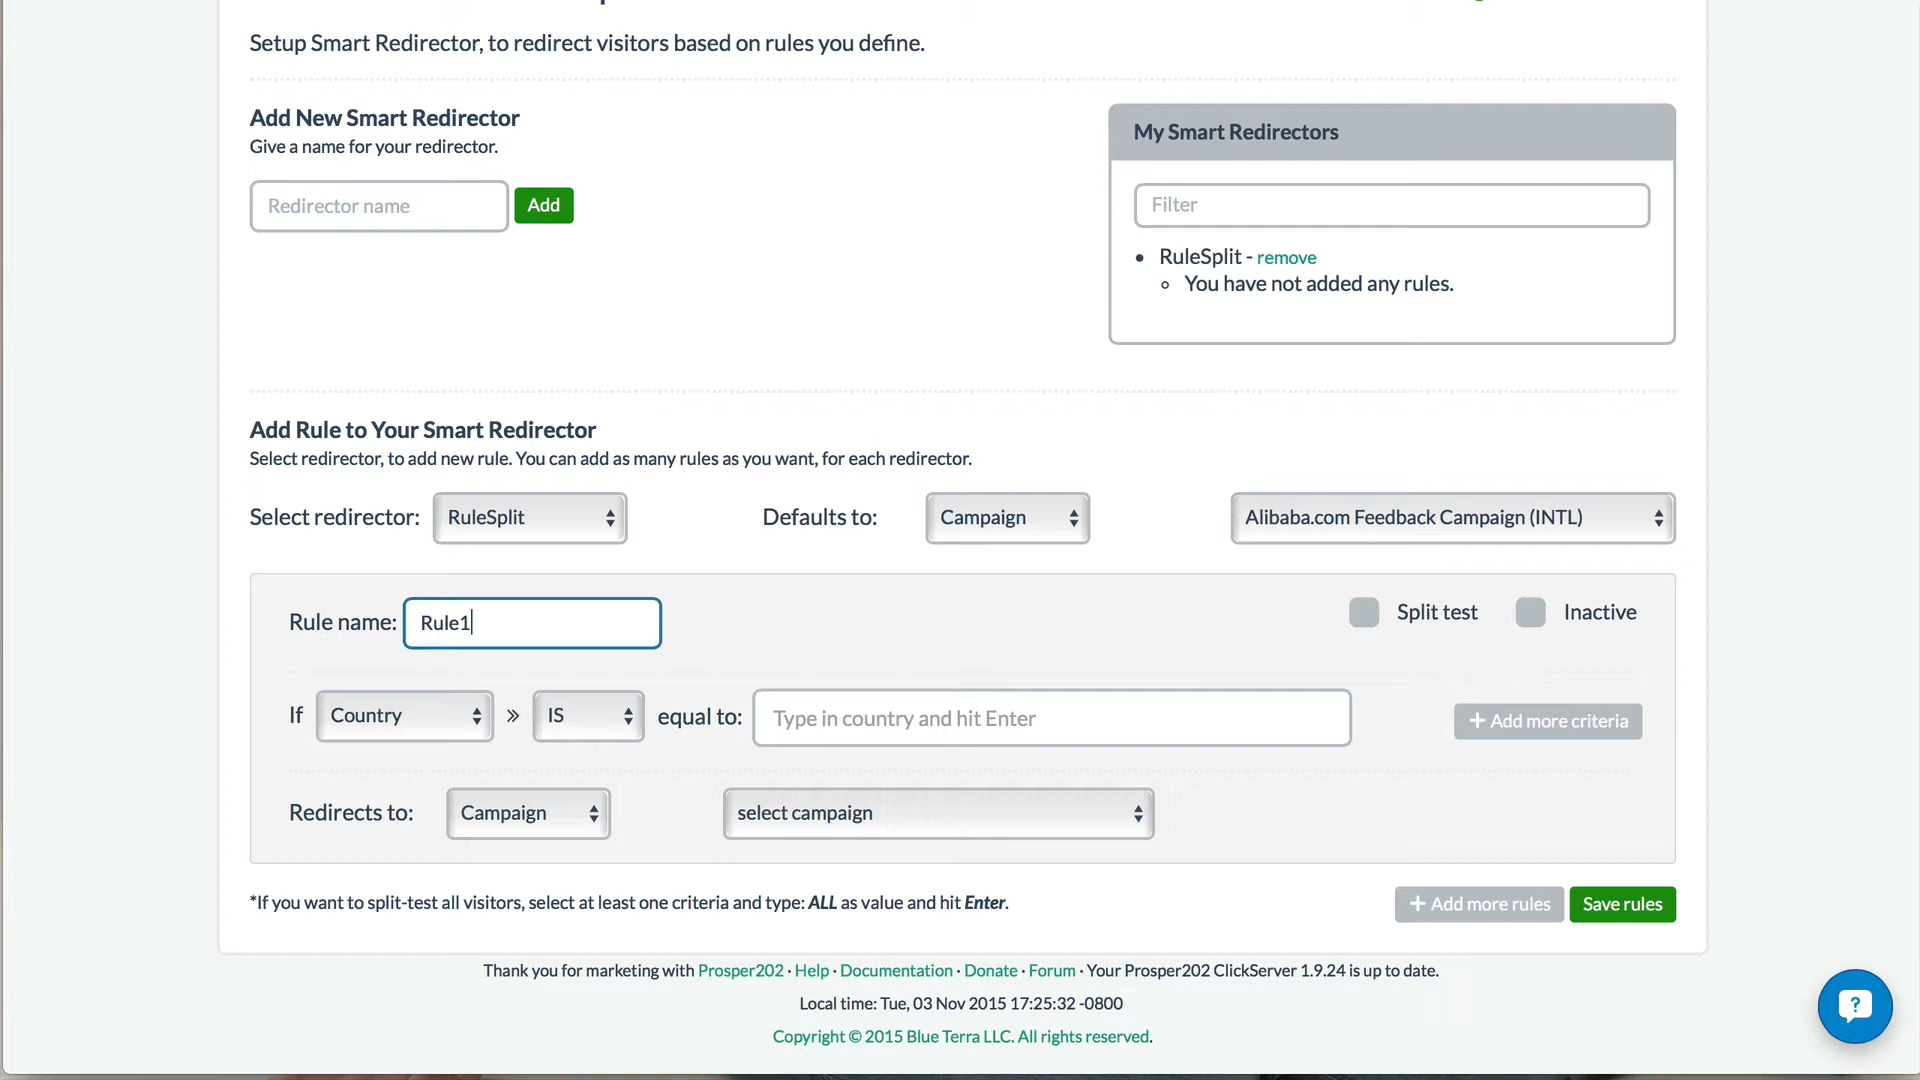 Setup Smart Redirector, to redirect visitors based on rules you define.
Add New Smart Redirector
Give a name for your redirector.
Redirector name
Add
My Smart Redirectors
Filter
RuleSplit - remove
You have not added any rules.
Add Rule to Your Smart Redirector
Select redirector, to add new rule. You can add as many rules as you want, for each redirector.
Select redirector: RuleSplit Defaults to: Campaign Alibaba.com Feedback Campaign (INTL)
Rule name: Rule1 Split test Inactive
If Country » IS equal to: Type in country and hit Enter + Add more criteria
Redirects to: Campaign select campaign
*If you want to split-test all visitors, select at least one criteria and type: ALL as value and hit Enter.
+ Add more rules Save rules
Thank you for marketing with Prosper202 · Help · Documentation · Donate · Forum · Your Prosper202 ClickServer 1.9.24 is up to date.
Local time: Tue, 03 Nov 2015 17:25:32 -0800
Copyright © 2015 Blue Terra LLC. All rights reserved.
?